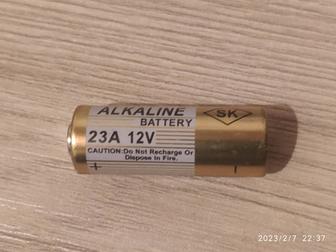 ALKALINE
BATTERY
SK
23A 12V
CAUTION:Do Not Recharge Or
Dispose In Fire.
+ -
2023/2/7 22:37